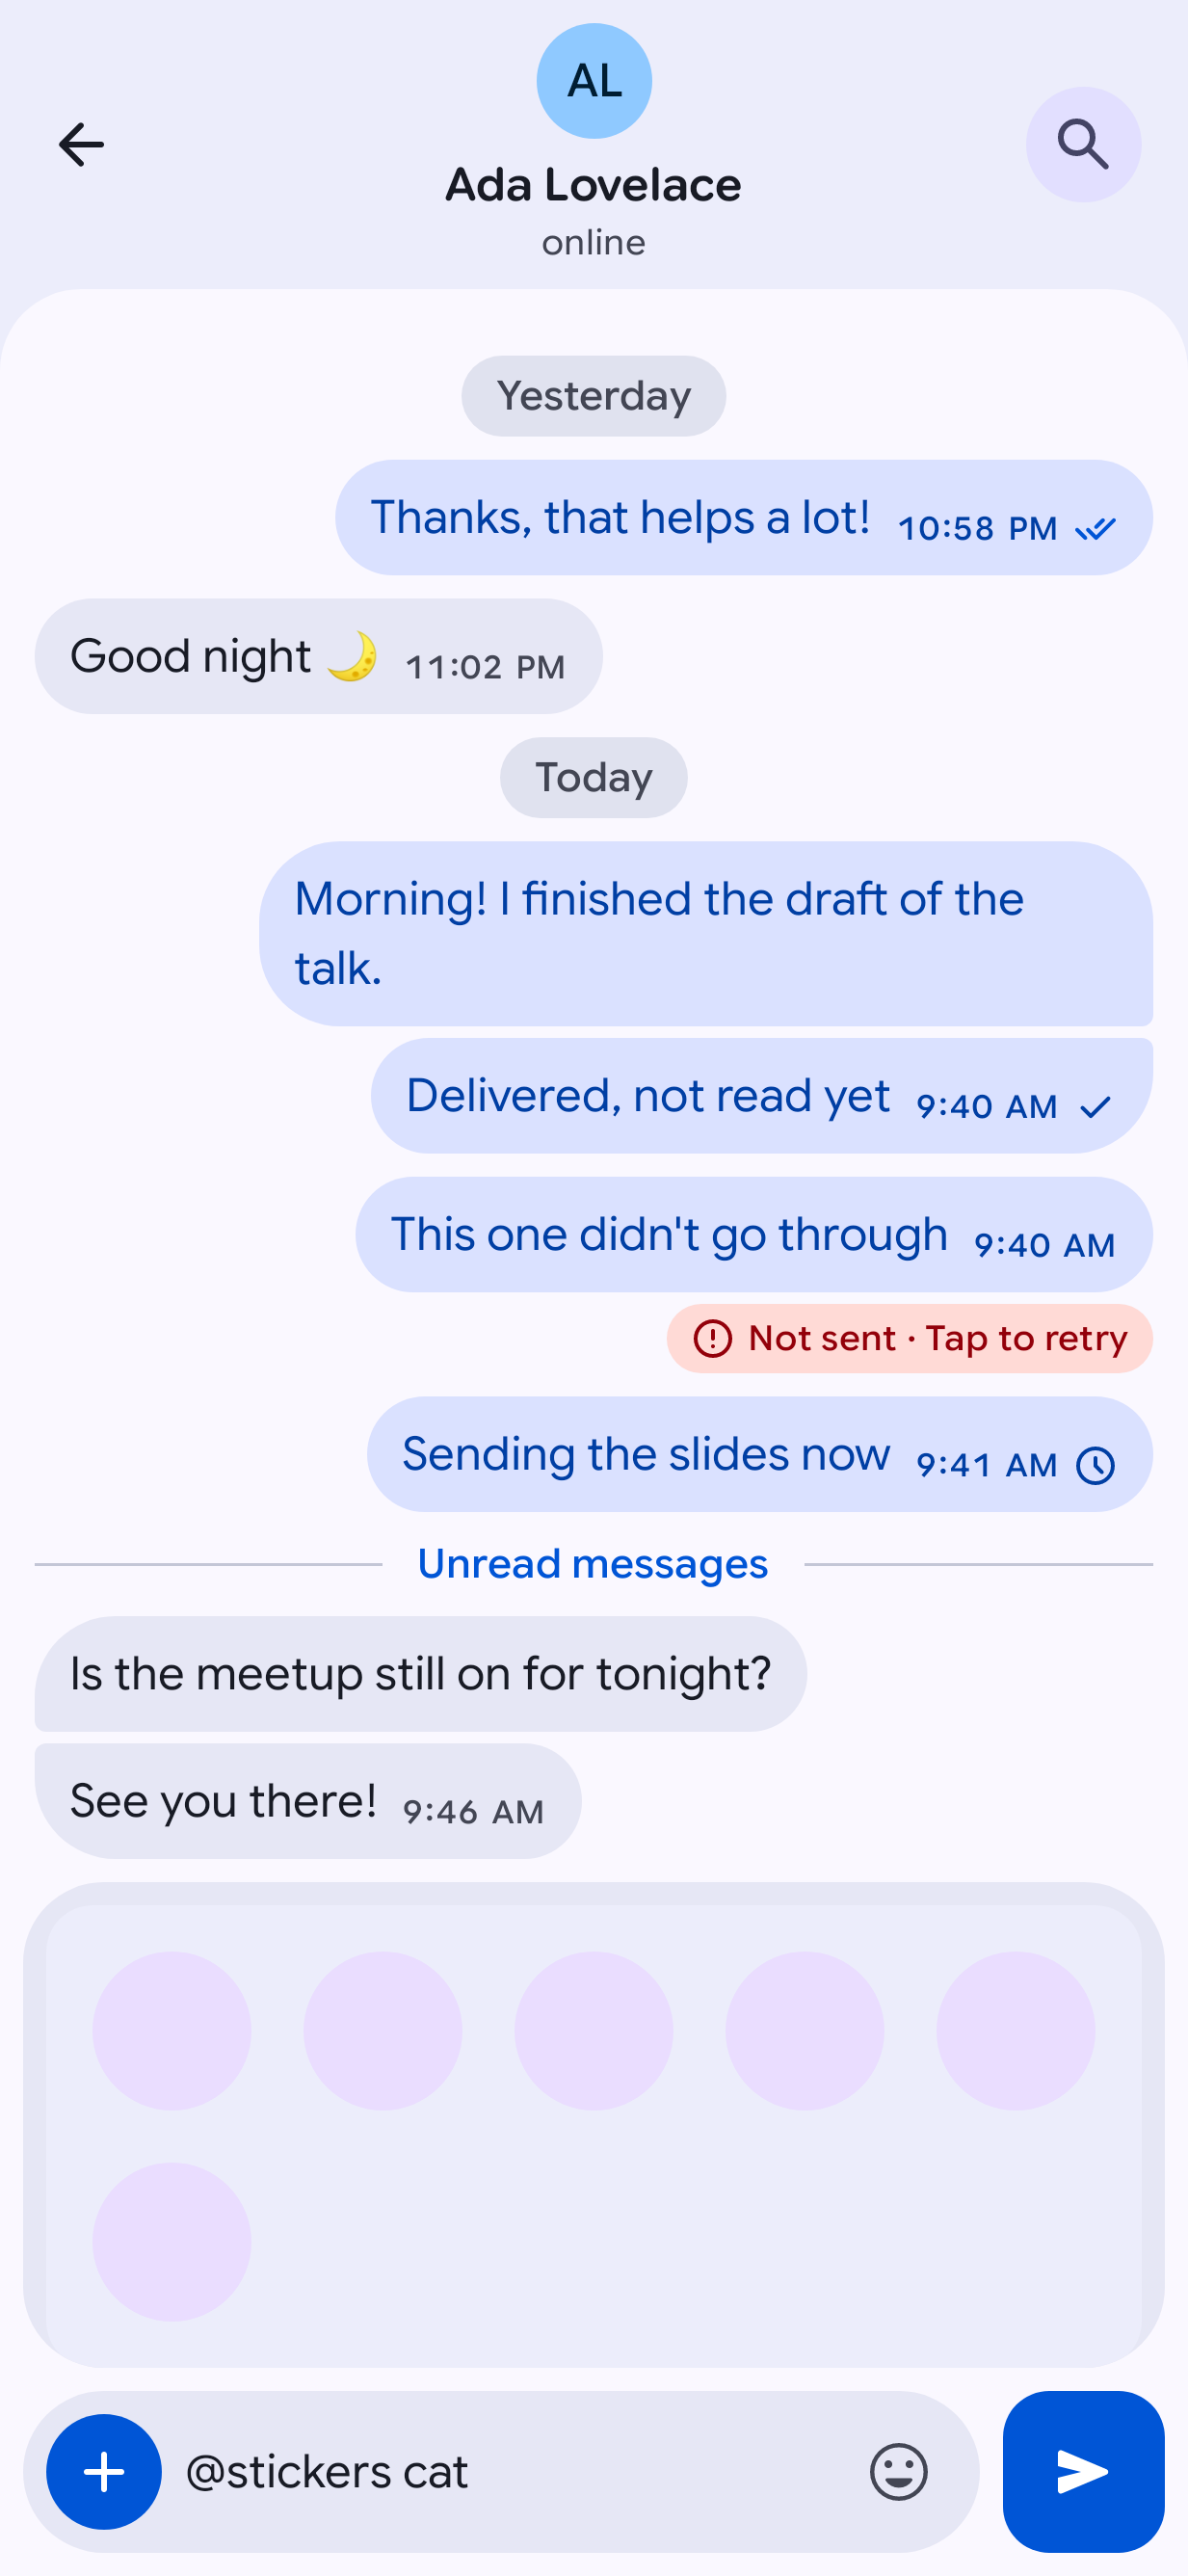 AL
Ada Lovelace
online
Yesterday
Thanks, that helps a lot! 10:58 PM
Good night 🌙 11:02 PM
Today
Morning! I finished the draft of the
talk.
Delivered, not read yet 9:40 AM
This one didn't go through 9:40 AM
Not sent · Tap to retry
Sending the slides now 9:41 AM
Unread messages
Is the meetup still on for tonight?
See you there! 9:46 AM
@stickers cat